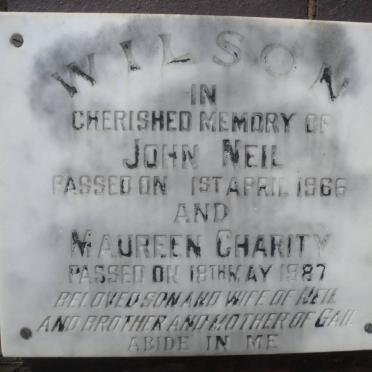 WILSON
IN
CHERISHED MEMORY OF
JOHN NEIL
PASSED ON 1ST APRIL 1966
AND
MAUREEN CHARITY
PASSED ON 18TH MAY 1987
BELOVED SON AND WIFE OF NEIL
AND BROTHER AND MOTHER OF GAIL
ABIDE IN ME